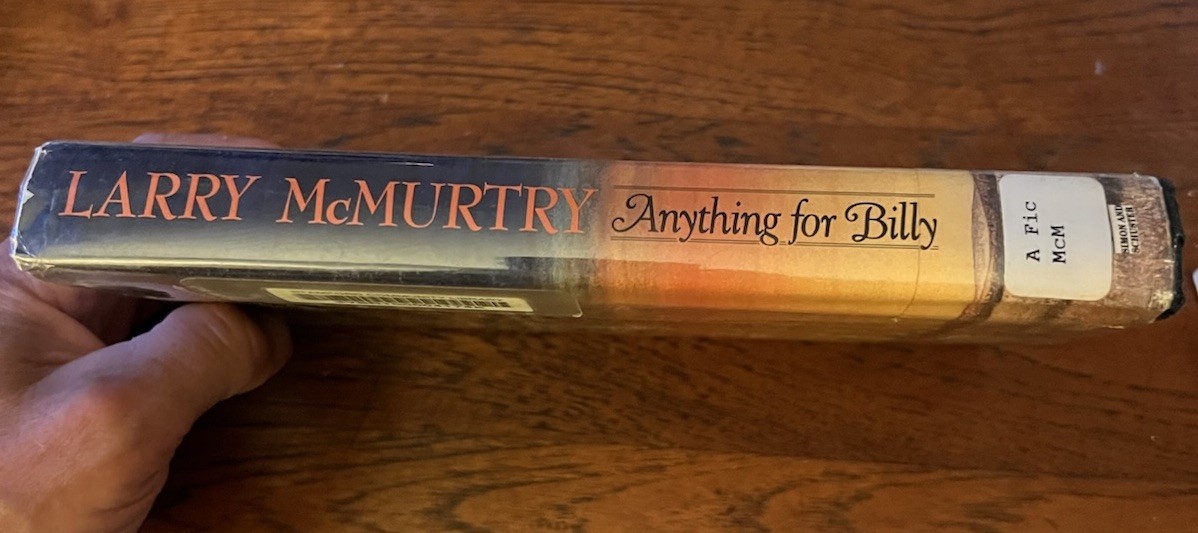 LARRY McMURTRY
Anything for Billy
A Fic
McM
SIMON AND
SCHUSTER